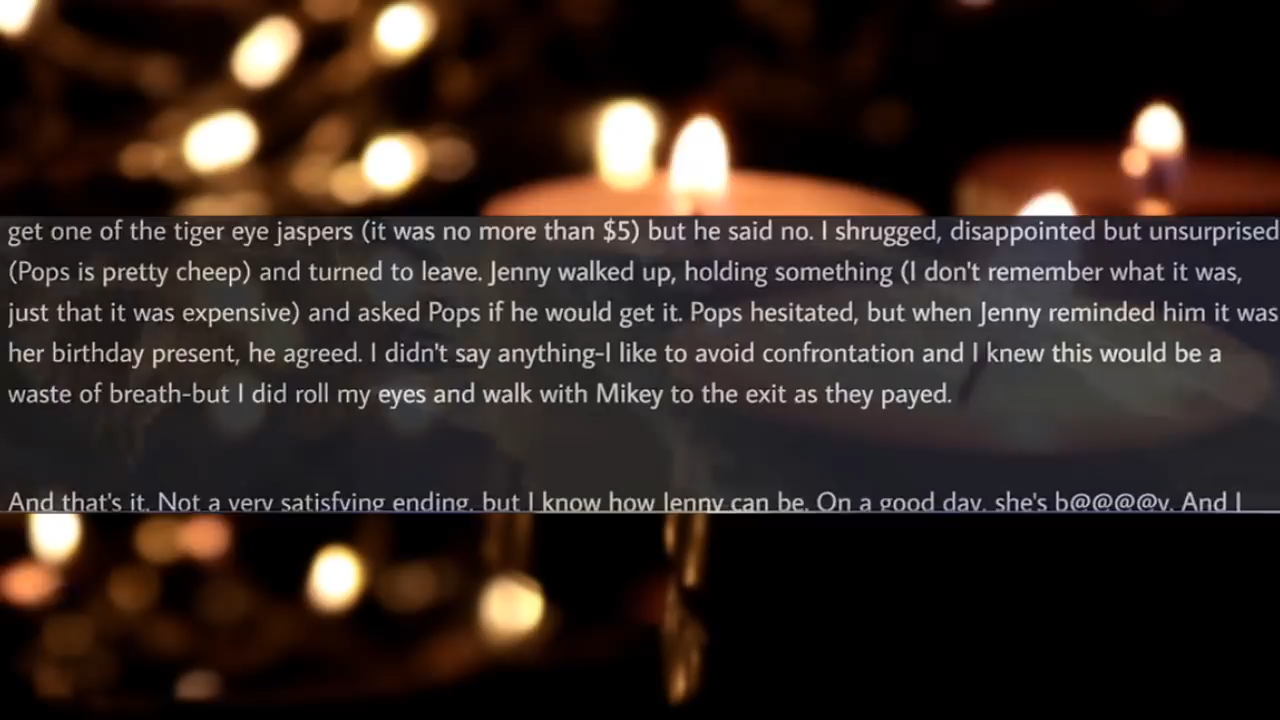 get one of the tiger eye jaspers (it was no more than $5) but he said no. I shrugged, disappointed but unsurprised
(Pops is pretty cheep) and turned to leave. Jenny walked up, holding something (I don't remember what it was,
just that it was expensive) and asked Pops if he would get it. Pops hesitated, but when Jenny reminded him it was
her birthday present, he agreed. I didn't say anything-I like to avoid confrontation and I knew this would be a
waste of breath-but I did roll my eyes and walk with Mikey to the exit as they payed.
And that's it. Not a very satisfying ending, but I know how Jenny can be. On a good day, she's b@@@@y. And I